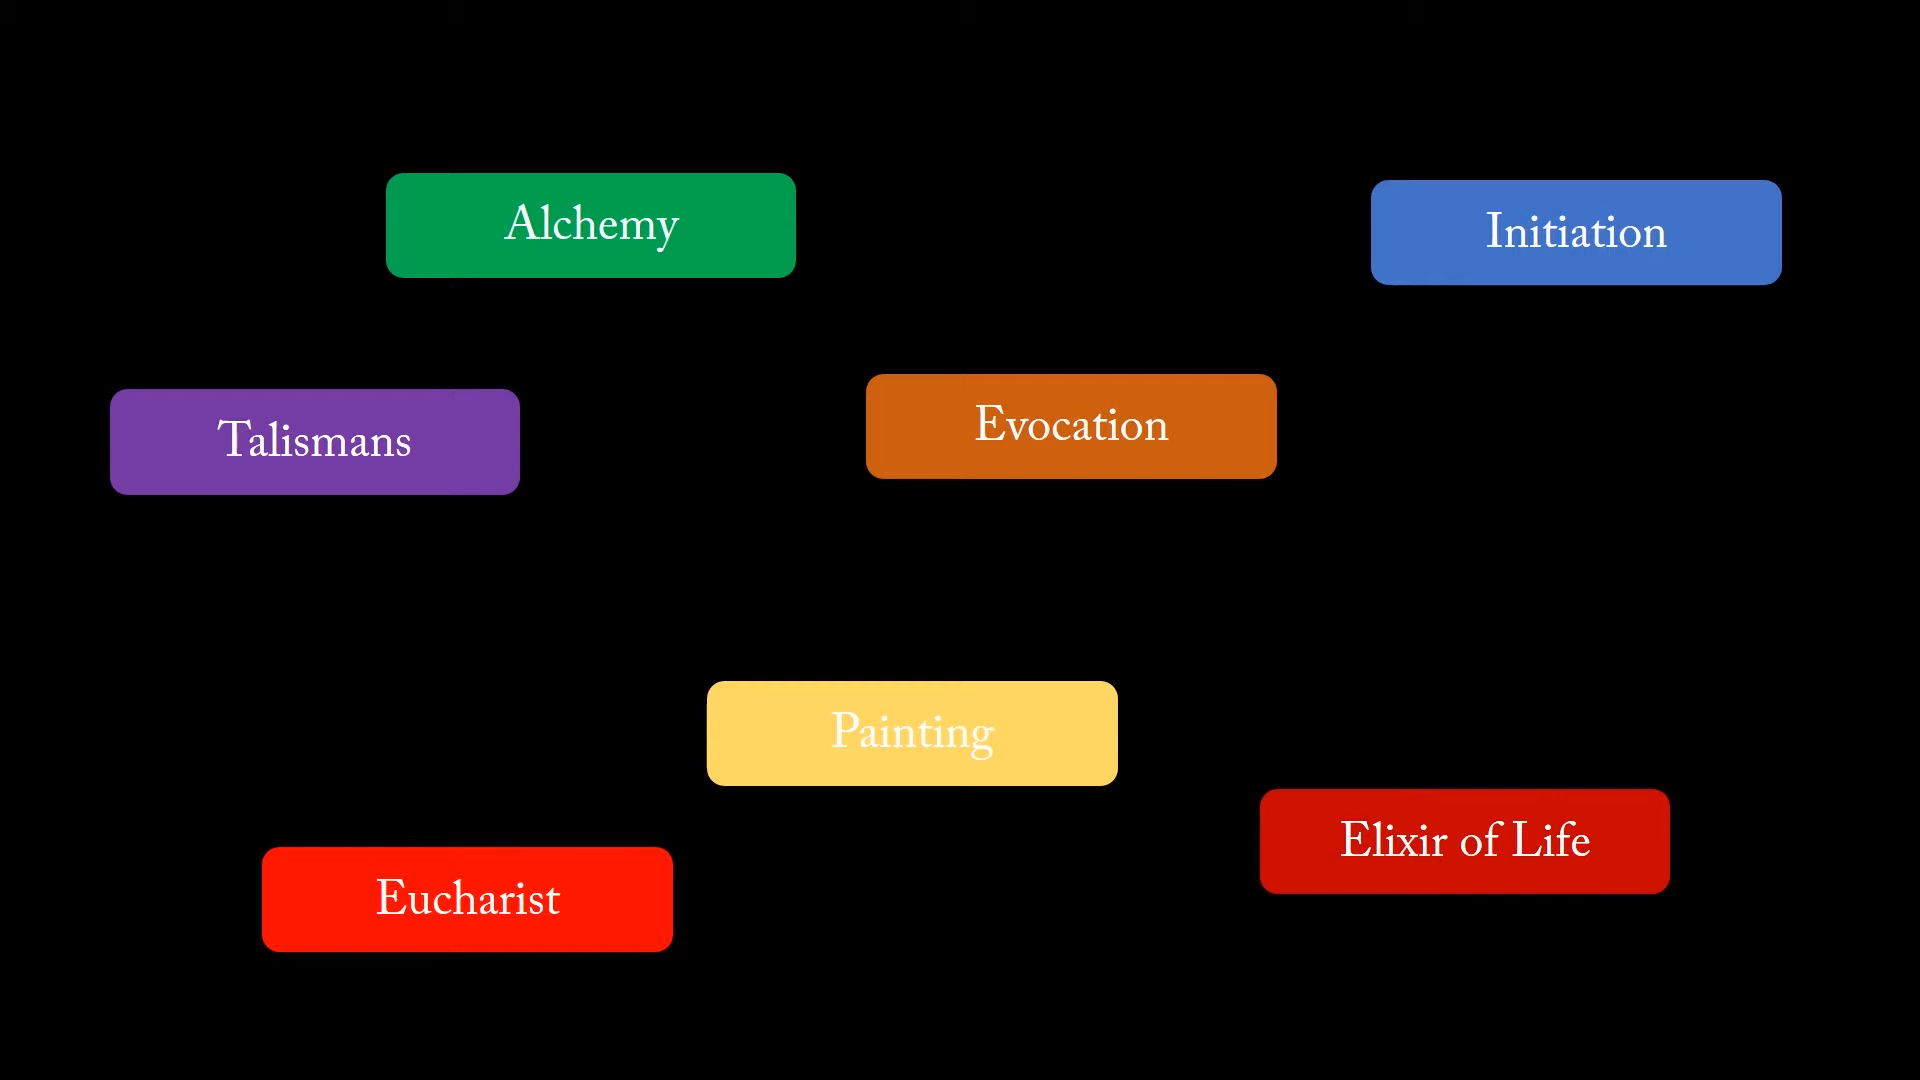 Alchemy
Initiation
Talismans
Evocation
Painting
Elixir of Life
Eucharist